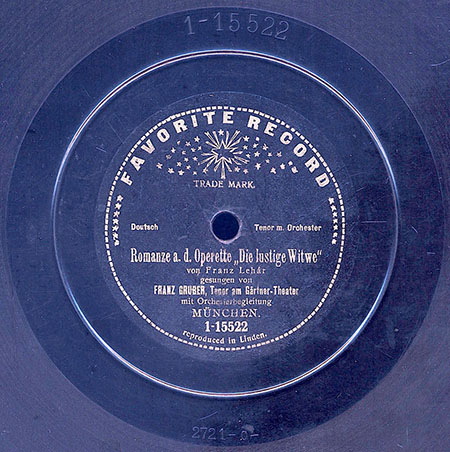 1-15522
FAVORITE RECORD
TRADE MARK.
Deutsch
Tenor m. Orchester
Romanze a. d. Operette „Die lustige Witwe“
von Franz Lehár
gesungen von
FRANZ GRUBER, Tenor am Gärtner-Theater
mit Orchesterbegleitung
MÜNCHEN.
1-15522
reproduced in Linden.